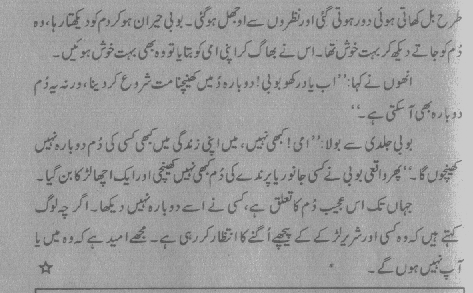 طرح بل کھاتی ہوئی دور ہوتی گئی اور نظروں سے اوجھل ہو گئی۔ بوبی حیران ہو کر دم کو دیکھتا رہا، وہ
دُم کو جاتے دیکھ کر بہت خوش تھا۔ اس نے بھاگ کر اپنی امی کو بتایا تو وہ بھی بہت خوش ہوئیں۔
انھوں نے کہا: ’’اب یاد رکھو بوبی! دوبارہ دُمیں کھینچنا مت شروع کر دینا، ورنہ یہ دُم
دوبارہ بھی آ سکتی ہے۔‘‘
بوبی جلدی سے بولا: ’’امی! کبھی نہیں، میں اپنی زندگی میں کبھی کسی کی دُم دوبارہ نہیں
کھینچوں گا۔‘‘ پھر واقعی بوبی نے کسی جانور یا پرندے کی دُم کبھی نہیں کھینچی اور ایک اچھا لڑکا بن گیا۔
جہاں تک اس عجیب دُم کا تعلق ہے، کسی نے اسے دوبارہ نہیں دیکھا۔ اگر چہ لوگ
کہتے ہیں کہ وہ کسی اور شریر لڑکے کے پیچھے اُگنے کا انتظار کر رہی ہے۔ مجھے امید ہے کہ وہ میں یا
آپ نہیں ہوں گے۔ ☆